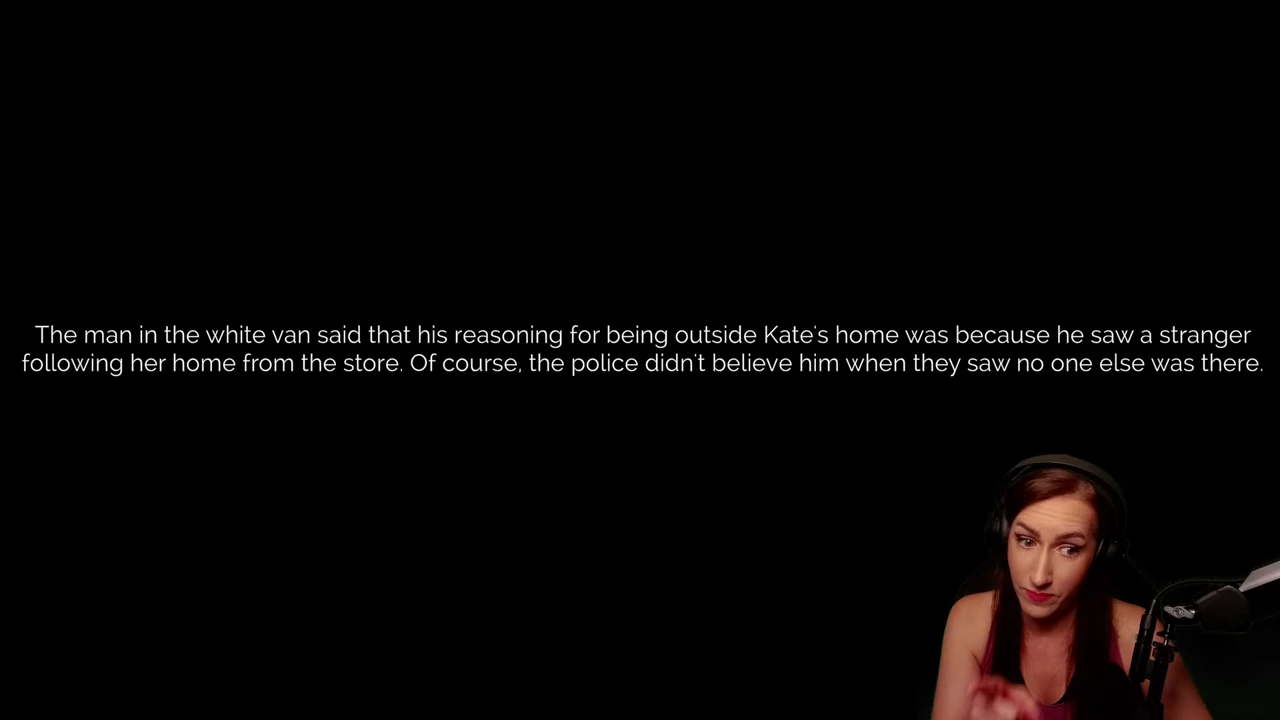 The man in the white van said that his reasoning for being outside Kate's home was because he saw a stranger
following her home from the store. Of course, the police didn't believe him when they saw no one else was there.